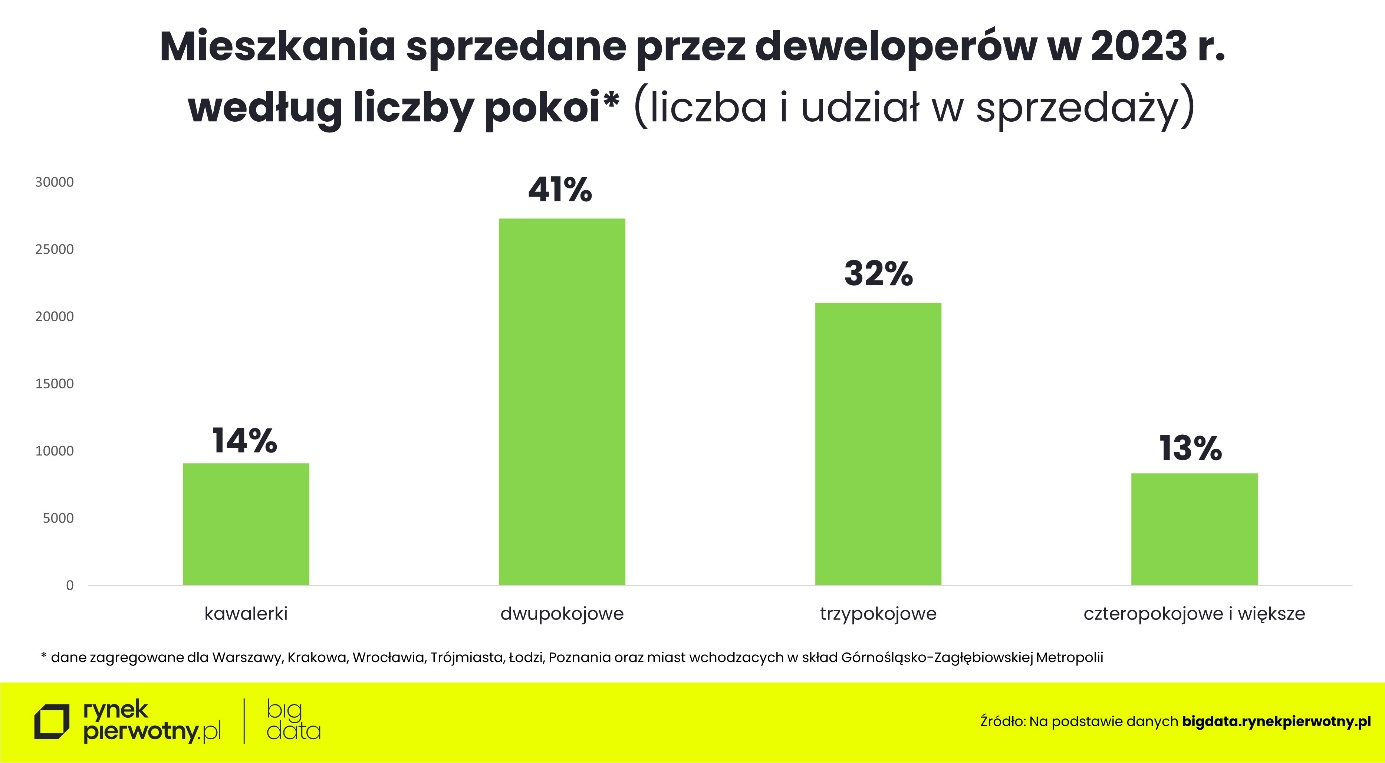 Mieszkania sprzedane przez deweloperów w 2023 r.
według liczby pokoi* (liczba i udział w sprzedaży)
30000
25000
20000
15000
10000
5000
0
14%
41%
32%
13%
kawalerki
dwupokojowe
trzypokojowe
czteropokojowe i większe
* dane zagregowane dla Warszawy, Krakowa, Wrocławia, Trójmiasta, Łodzi, Poznania oraz miast wchodzacych w skład Górnośląsko-Zagłębiowskiej Metropolii
rynek
pierwotny.pl
big
data
Źródło: Na podstawie danych bigdata.rynekpierwotny.pl